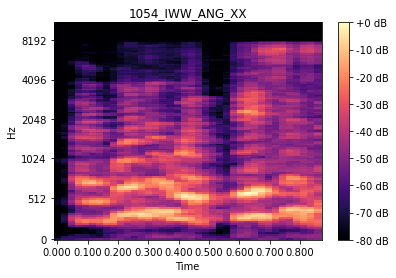 1054_IWW_ANG_XX
+0 dB
8192
-10 dB
4096
-20 dB
-30 dB
2048
Hz
-40 dB
1024
-50 dB
512
-60 dB
-70 dB
0
-80 dB
0.000 0.100 0.200 0.300 0.400 0.500 0.600 0.700 0.800
Time